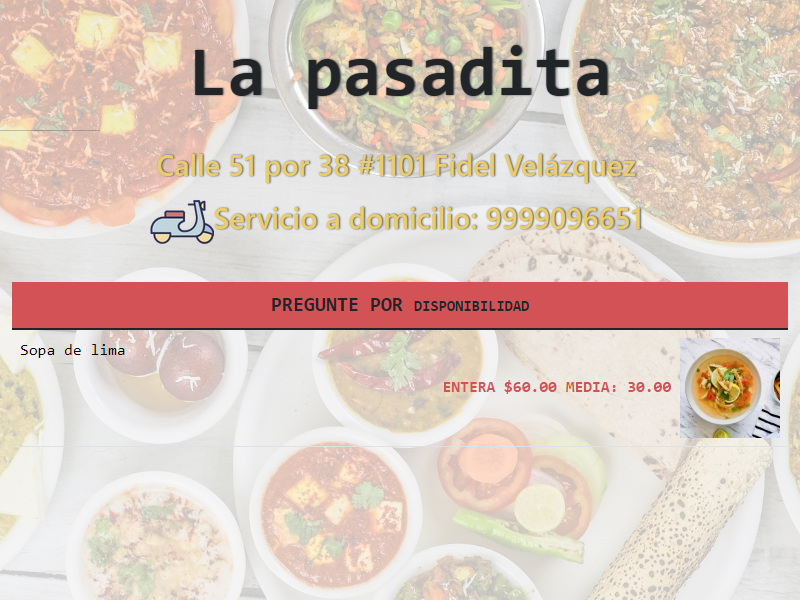 La pasadita
Calle 51 por 38 #1101 Fidel Velázquez
Servicio a domicilio: 9999096651
PREGUNTE POR DISPONIBILIDAD
Sopa de lima
ENTERA $60.00 MEDIA: 30.00